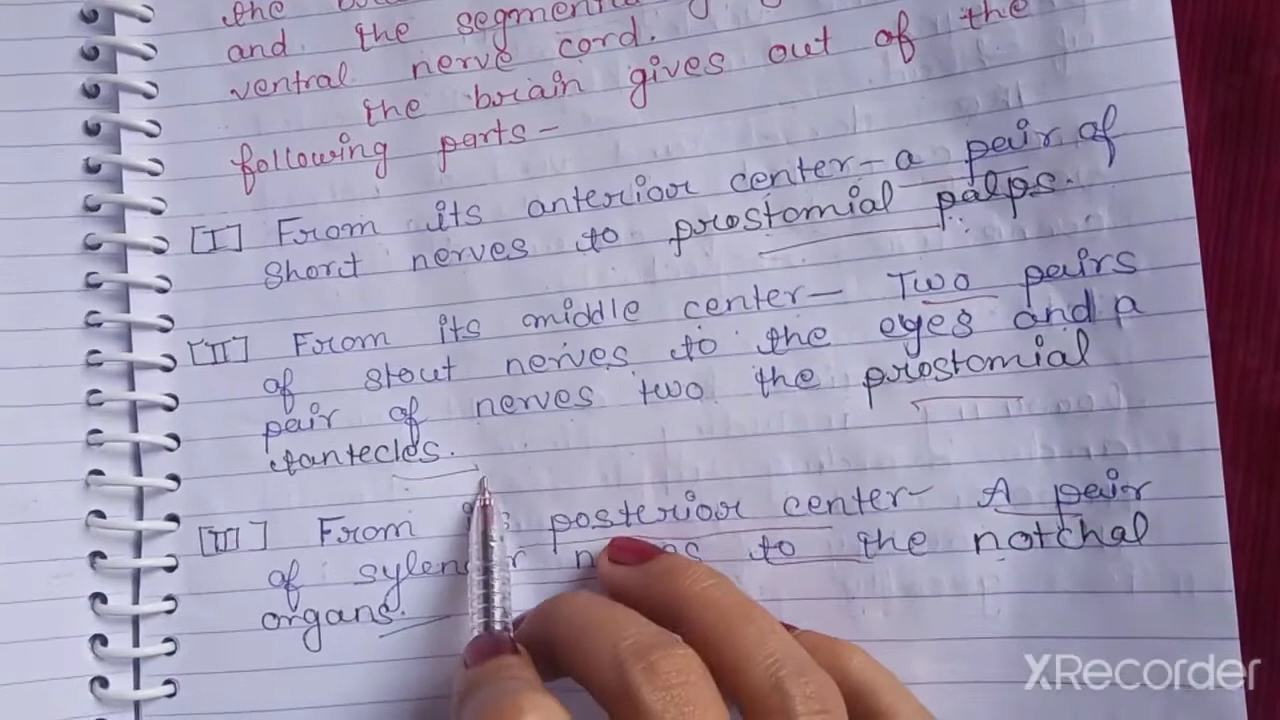 the
and the
ventral nerve cord.
the brain gives out of the
following parts-
[I] From its anterior center- a pair of
short nerves to prostomial palps.
[II] From its middle center- Two pairs
of stout nerves to the eyes and a
pair of nerves two the prostomial
tantecles.
[III] From posterior center- A pair
of to the notchal
organs.
XRecorder